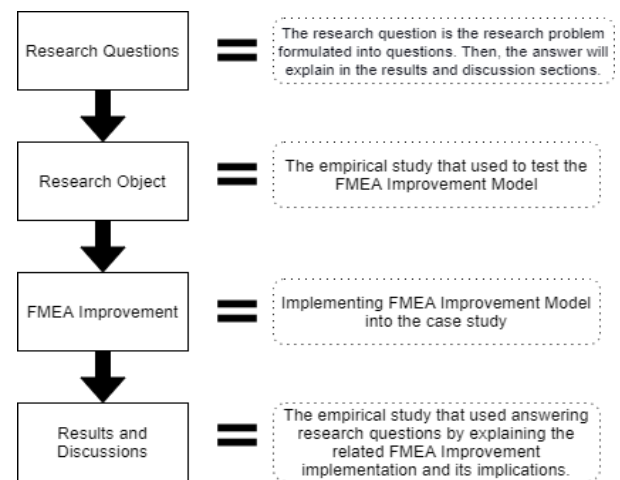 Research Questions
The research question is the research problem
formulated into questions. Then, the answer will
explain in the results and discussion sections.
Research Object
The empirical study that used to test the
FMEA Improvement Model
FMEA Improvement
Implementing FMEA Improvement Model
into the case study
Results and
Discussions
The empirical study that used answering
research questions by explaining the
related FMEA Improvement
implementation and its implications.